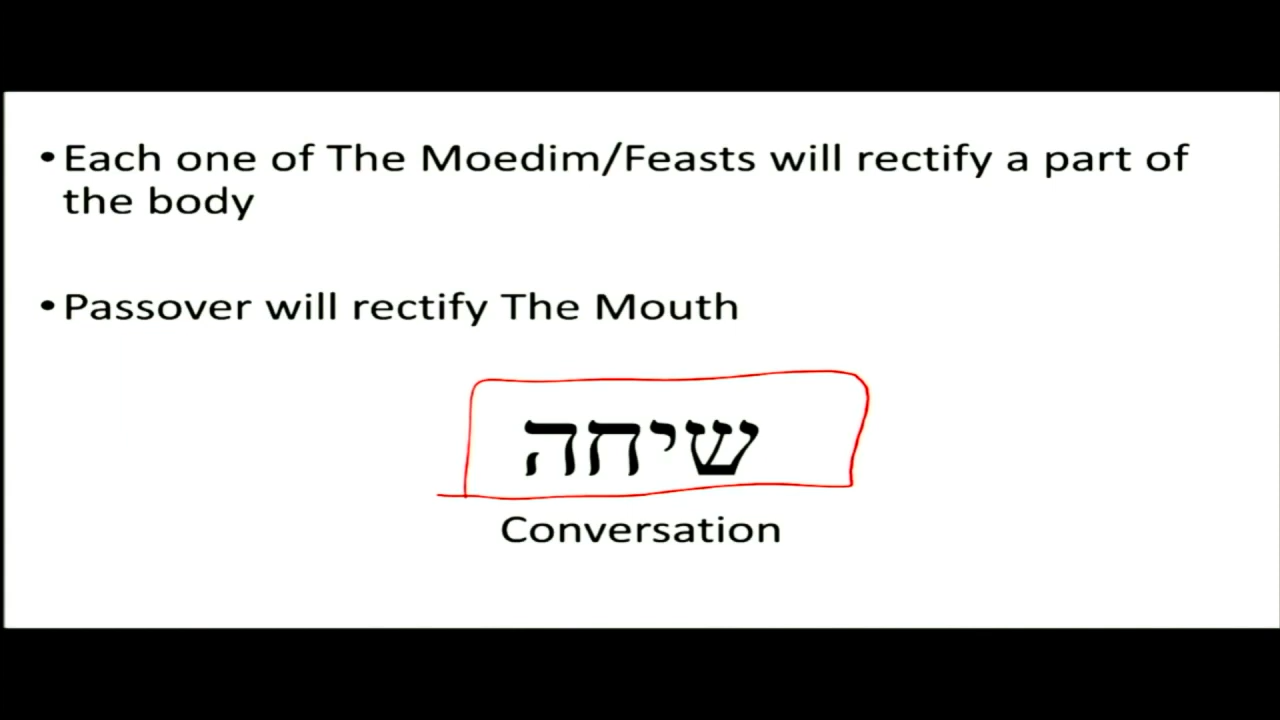 •Each one of The Moedim/Feasts will rectify a part of
the body
•Passover will rectify The Mouth
שיחה
Conversation